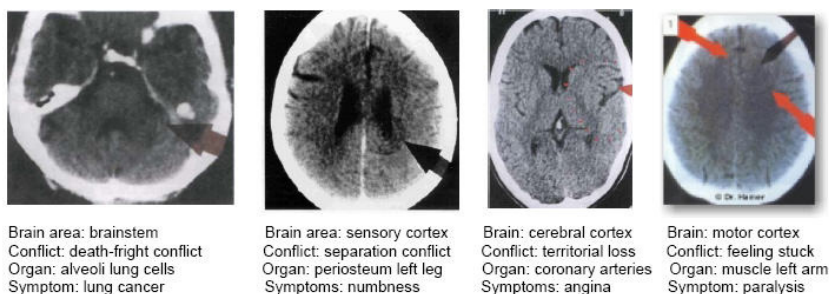 1
© Dr. Hamer
Brain area: brainstem
Conflict: death-fright conflict
Organ: alveoli lung cells
Symptom: lung cancer
Brain area: sensory cortex
Conflict: separation conflict
Organ: periosteum left leg
Symptoms: numbness
Brain: cerebral cortex
Conflict: territorial loss
Organ: coronary arteries
Symptoms: angina
Brain: motor cortex
Conflict: feeling stuck
Organ: muscle left arm
Symptom: paralysis